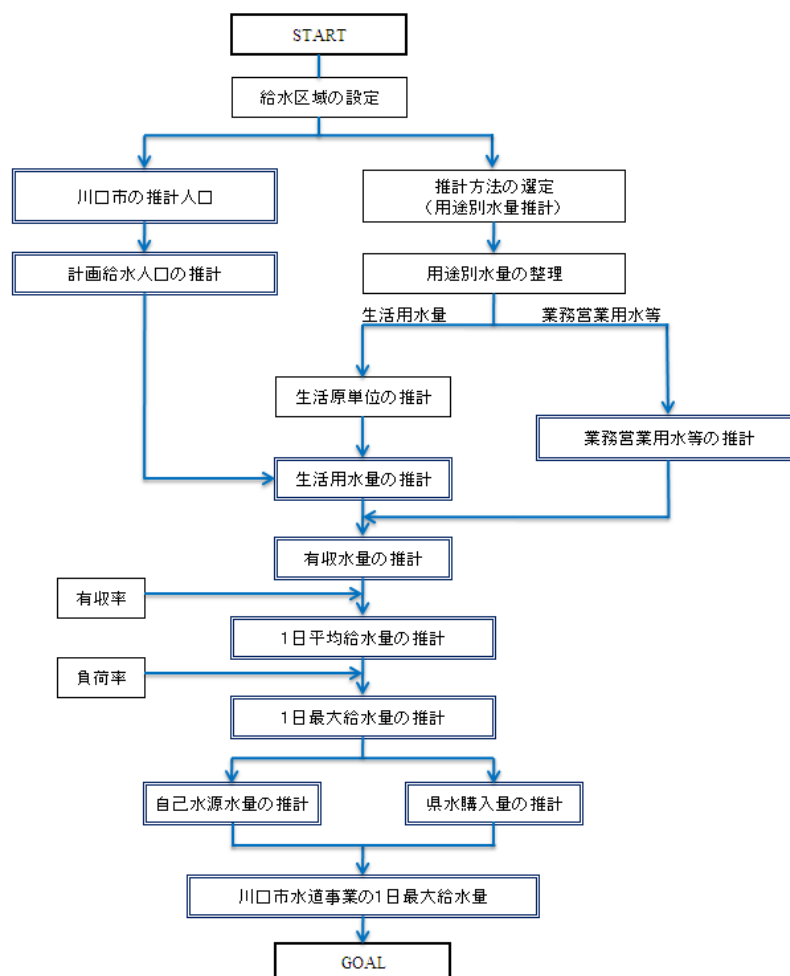 START
給水区域の設定
川口市の推計人口
推計方法の選定
（用途別水量推計）
計画給水人口の推計
用途別水量の整理
生活用水量
業務営業用水等
生活原単位の推計
業務営業用水等の推計
生活用水量の推計
有収水量の推計
有収率
1日平均給水量の推計
負荷率
1日最大給水量の推計
自己水源水量の推計
県水購入量の推計
川口市水道事業の1日最大給水量
GOAL